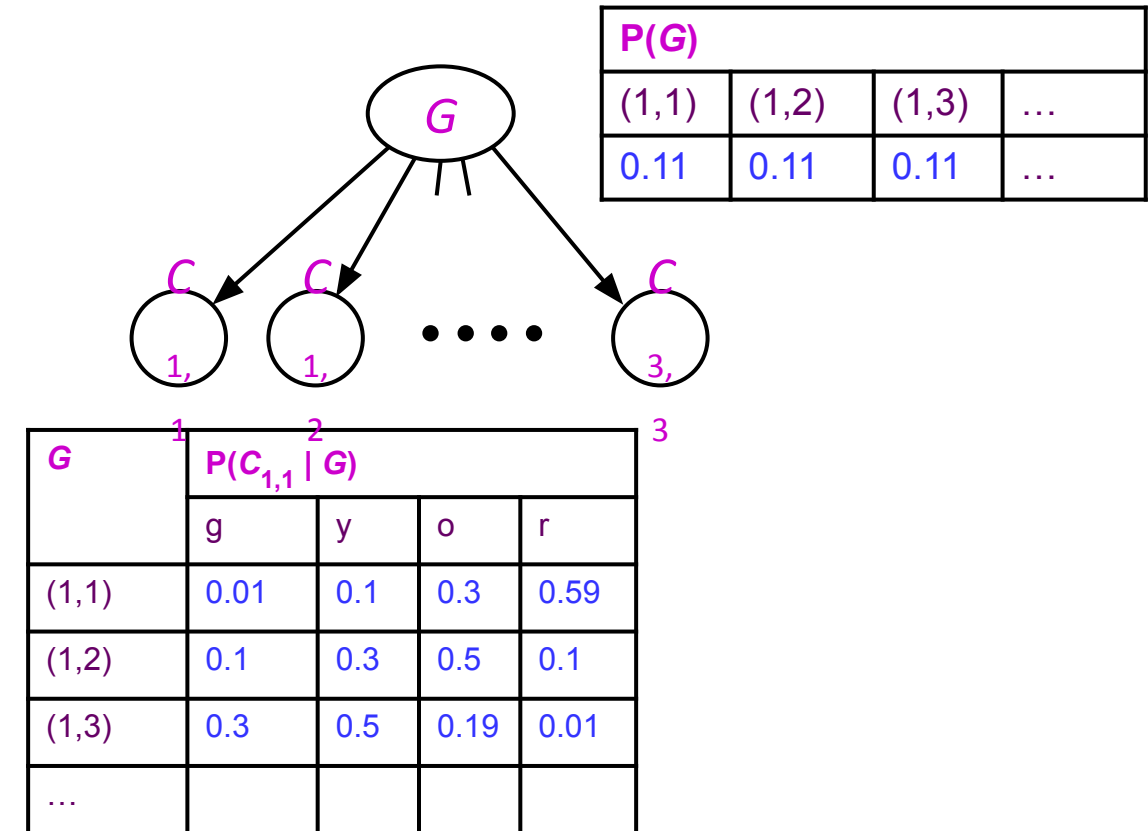 P(G)
(1,1) (1,2) (1,3) …
0.11 0.11 0.11 …
G
C C C
1, 1, 3,
1 2 3
G P(C1,1 | G)
g y o r
(1,1) 0.01 0.1 0.3 0.59
(1,2) 0.1 0.3 0.5 0.1
(1,3) 0.3 0.5 0.19 0.01
…